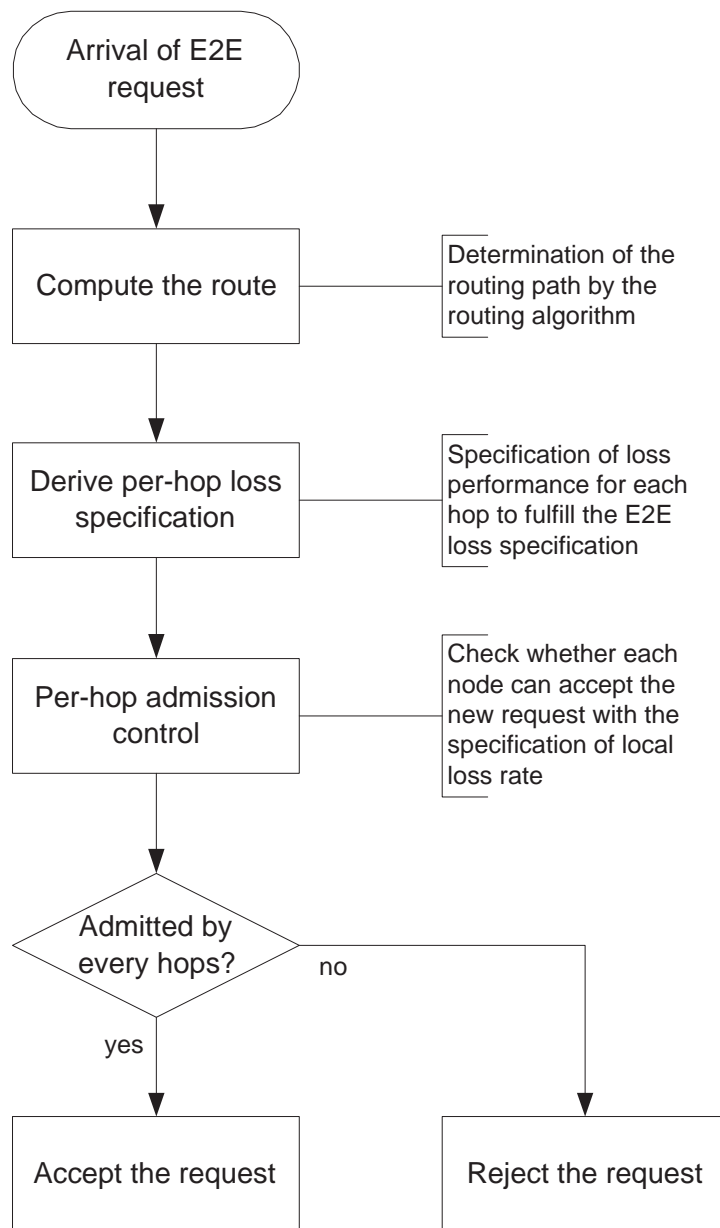 Arrival of E2E
request
Compute the route
Determination of the
routing path by the
routing algorithm
Derive per-hop loss
specification
Specification of loss
performance for each
hop to fulfill the E2E
loss specification
Per-hop admission
control
Check whether each
node can accept the
new request with the
specification of local
loss rate
Admitted by
every hops?
no
yes
Accept the request
Reject the request